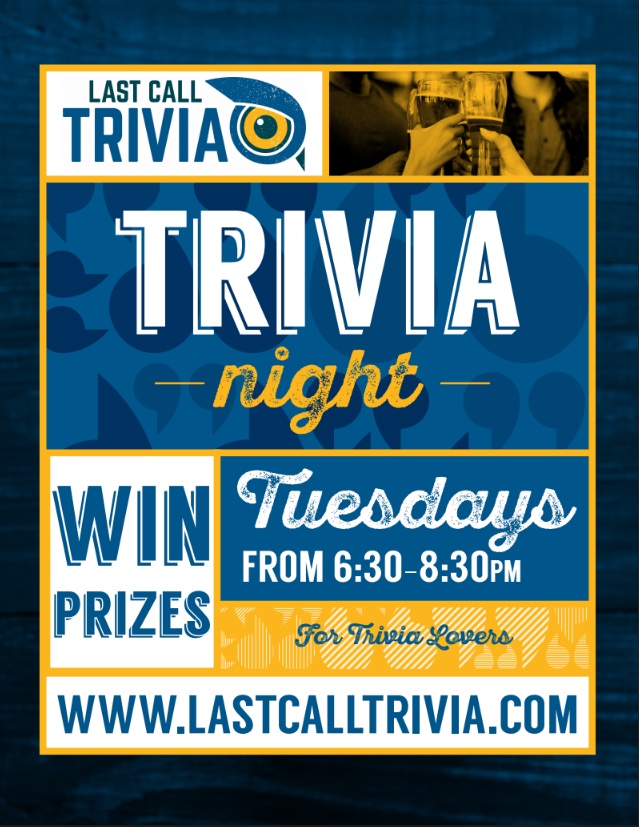 LAST CALL
TRIVIA
TRIVIA
night
WIN
PRIZES
Tuesdays
FROM 6:30-8:30PM
For Trivia Lovers
WWW.LASTCALLTRIVIA.COM